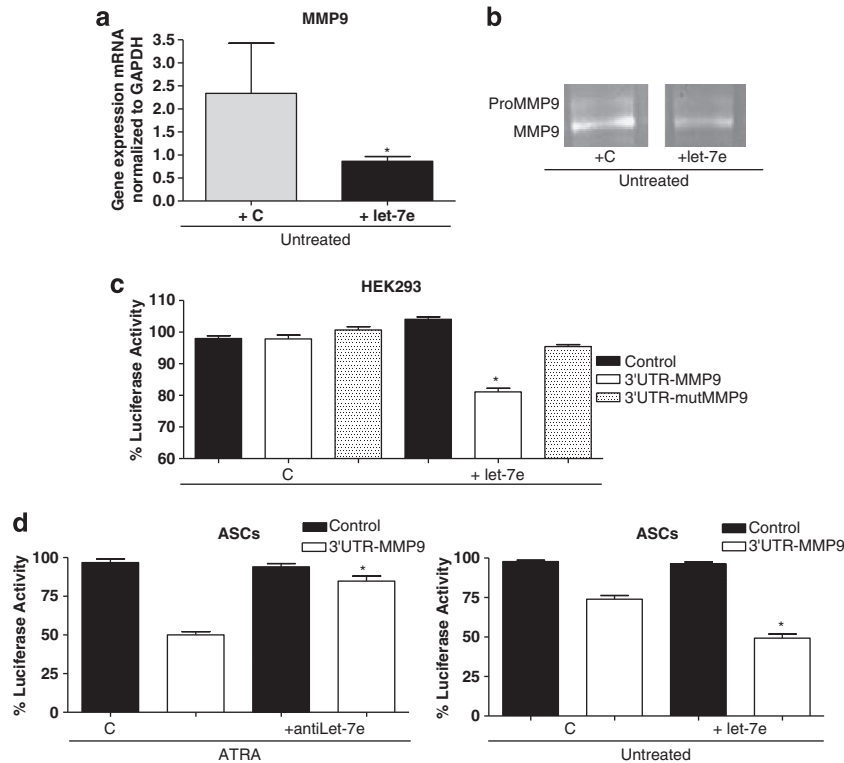 a
MMP9
Gene expression mRNA
normalized to GAPDH
3.5
3.0
2.5
2.0
1.5
1.0
0.5
0.0
*
+ C
+ let-7e
Untreated
b
ProMMP9
MMP9
+C
+let-7e
Untreated
c
HEK293
% Luciferase Activity
110
100
90
80
70
60
*
C
+ let-7e
Control
3'UTR-MMP9
3'UTR-mutMMP9
d
ASCs
Control
3'UTR-MMP9
% Luciferase Activity
100
75
50
25
0
*
C
+antiLet-7e
ATRA
ASCs
Control
3'UTR-MMP9
% Luciferase Activity
100
75
50
25
0
*
C
+ let-7e
Untreated